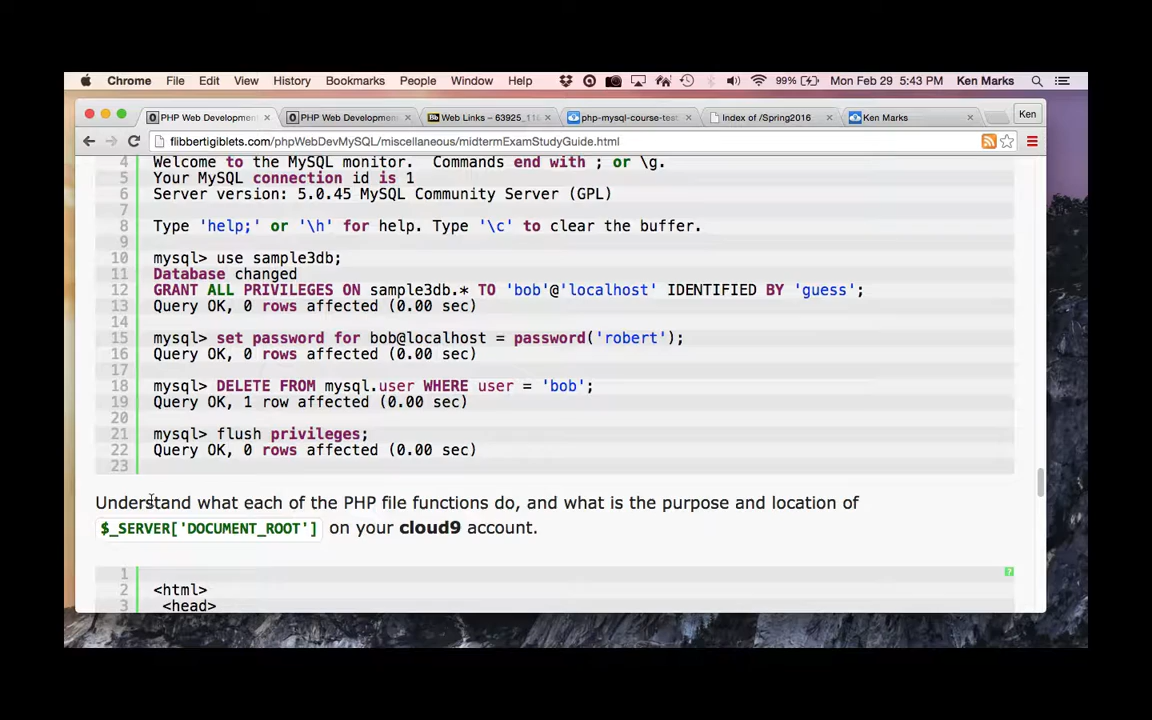 Chrome File Edit View History Bookmarks People Window Help 99% Mon Feb 29 5:43 PM Ken Marks
PHP Web Developmen × PHP Web Developmen × Bb Web Links – 63925_11 × php-mysql-course-test × Index of /Spring2016 × Ken Marks × Ken
flibbertigiblets.com/phpWebDevMySQL/miscellaneous/midtermExamStudyGuide.html
4 Welcome to the MySQL monitor. Commands end with ; or \g.
5 Your MySQL connection id is 1
6 Server version: 5.0.45 MySQL Community Server (GPL)
7
8 Type 'help;' or '\h' for help. Type '\c' to clear the buffer.
9
10 mysql> use sample3db;
11 Database changed
12 GRANT ALL PRIVILEGES ON sample3db.* TO 'bob'@'localhost' IDENTIFIED BY 'guess';
13 Query OK, 0 rows affected (0.00 sec)
14
15 mysql> set password for bob@localhost = password('robert');
16 Query OK, 0 rows affected (0.00 sec)
17
18 mysql> DELETE FROM mysql.user WHERE user = 'bob';
19 Query OK, 1 row affected (0.00 sec)
20
21 mysql> flush privileges;
22 Query OK, 0 rows affected (0.00 sec)
23
Understand what each of the PHP file functions do, and what is the purpose and location of
$_SERVER['DOCUMENT_ROOT'] on your cloud9 account.
1 ?
2 <html>
3 <head>